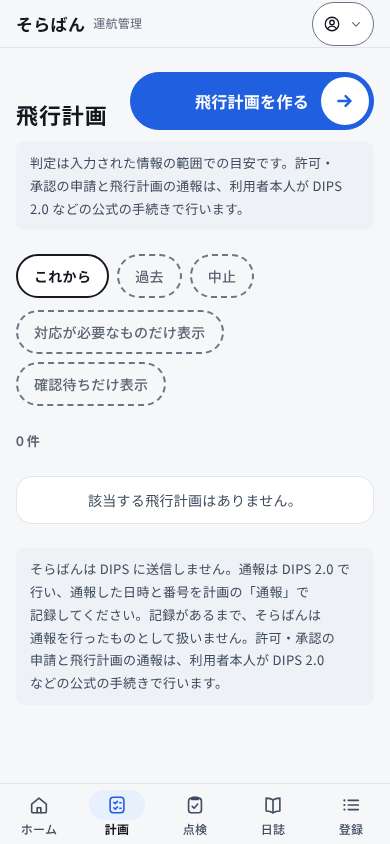 そらばん 運航管理
飛行計画
飛行計画を作る
判定は入力された情報の範囲での目安です。許可・
承認の申請と飛行計画の通報は、利用者本人が DIPS
2.0 などの公式の手続きで行います。
これから 過去 中止
対応が必要なものだけ表示
確認待ちだけ表示
0 件
該当する飛行計画はありません。
そらばんは DIPS に送信しません。通報は DIPS 2.0 で
行い、通報した日時と番号を計画の「通報」で
記録してください。記録があるまで、そらばんは
通報を行ったものとして扱いません。許可・承認の
申請と飛行計画の通報は、利用者本人が DIPS 2.0
などの公式の手続きで行います。
ホーム 計画 点検 日誌 登録